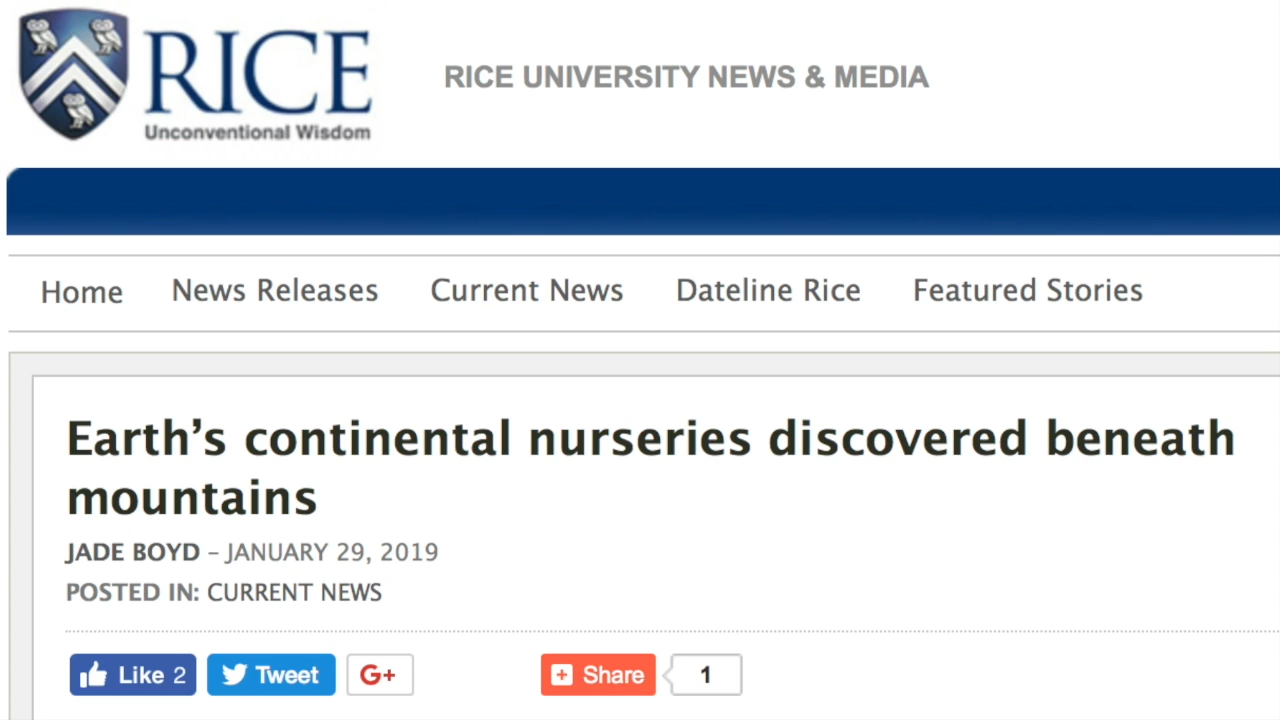 RICE
Unconventional Wisdom
RICE UNIVERSITY NEWS & MEDIA
Home News Releases Current News Dateline Rice Featured Stories
Earth’s continental nurseries discovered beneath
mountains
JADE BOYD – JANUARY 29, 2019
POSTED IN: CURRENT NEWS
Like 2 Tweet G+ Share 1